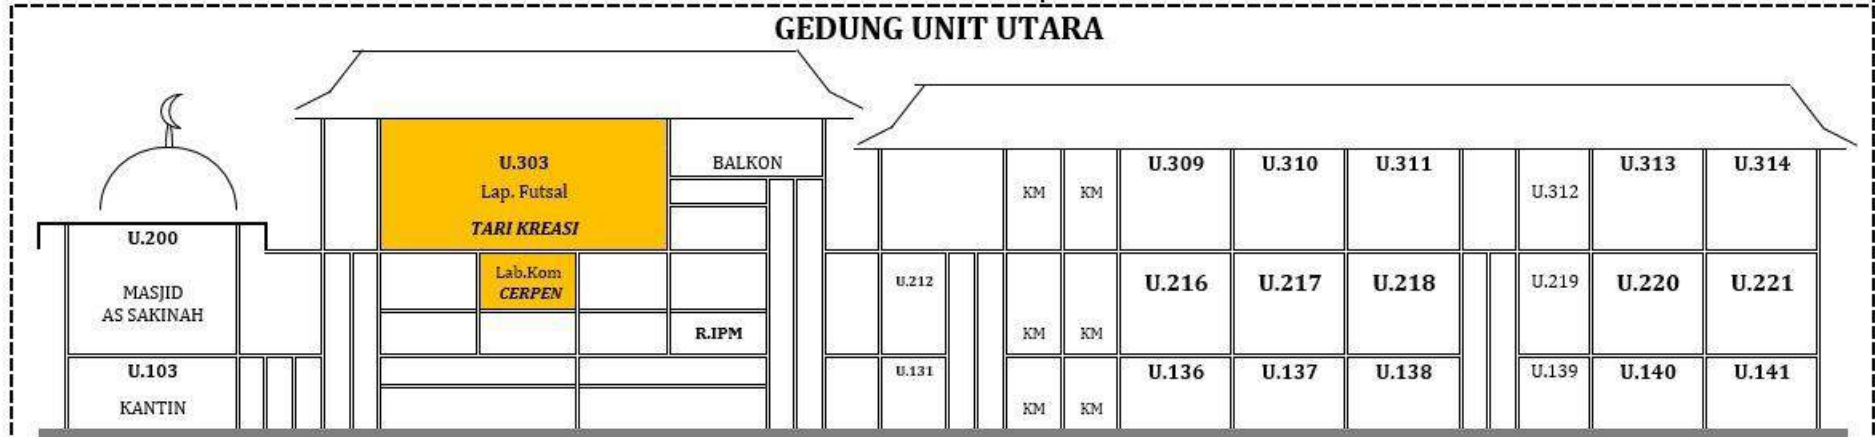 GEDUNG UNIT UTARA
U.303
Lap. Futsal
TARI KREASI
BALKON
KM
KM
U.309
U.310
U.311
U.312
U.313
U.314
U.200
MASJID
AS SAKINAH
Lab.Kom
CERPEN
R.IPM
U.212
KM
KM
U.216
U.217
U.218
U.219
U.220
U.221
U.103
KANTIN
U.131
KM
KM
U.136
U.137
U.138
U.139
U.140
U.141